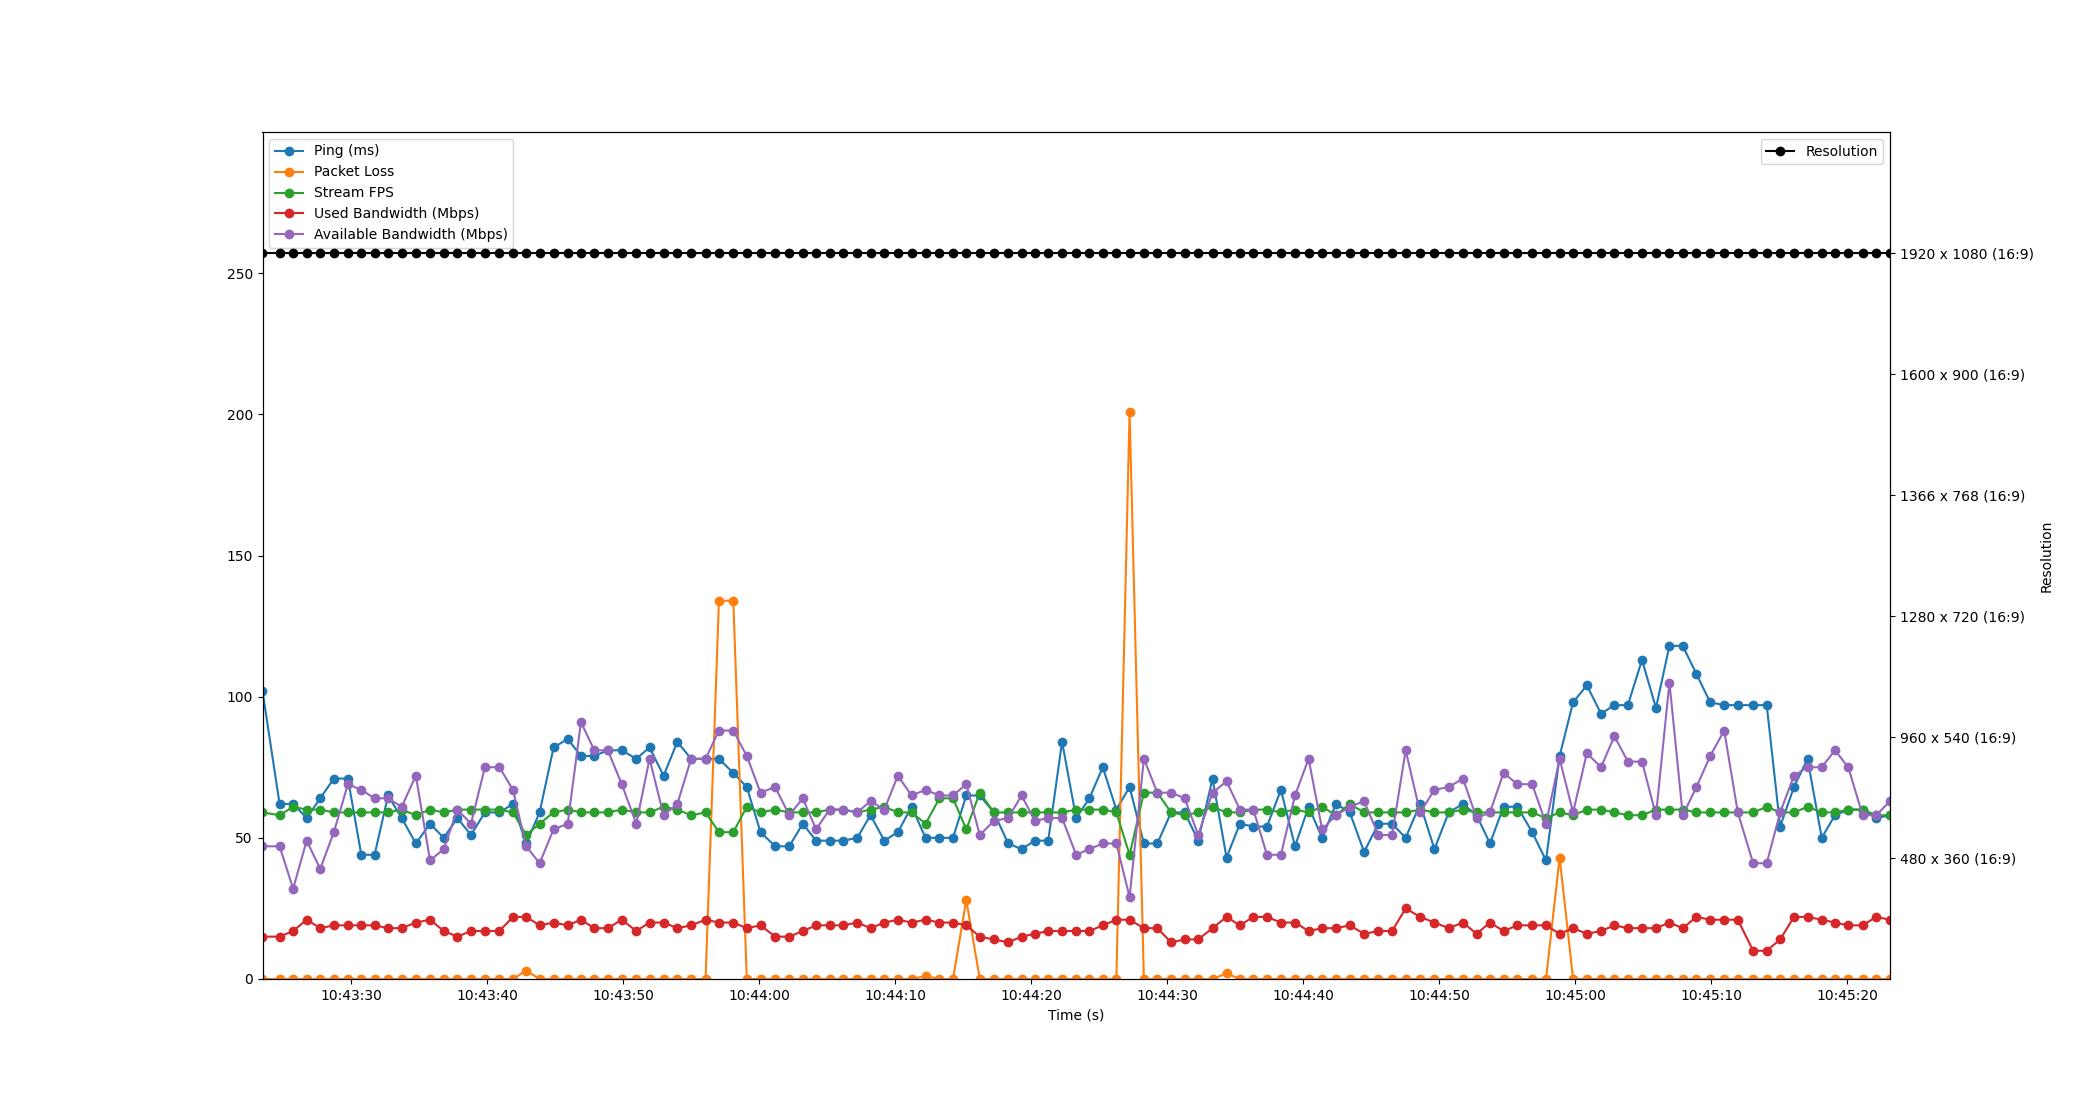 Ping (ms)
Packet Loss
Stream FPS
Used Bandwidth (Mbps)
Available Bandwidth (Mbps)
Resolution
250
200
150
100
50
0
1920 x 1080 (16:9)
1600 x 900 (16:9)
1366 x 768 (16:9)
1280 x 720 (16:9)
960 x 540 (16:9)
480 x 360 (16:9)
Resolution
10:43:30
10:43:40
10:43:50
10:44:00
10:44:10
10:44:20
10:44:30
10:44:40
10:44:50
10:45:00
10:45:10
10:45:20
Time (s)